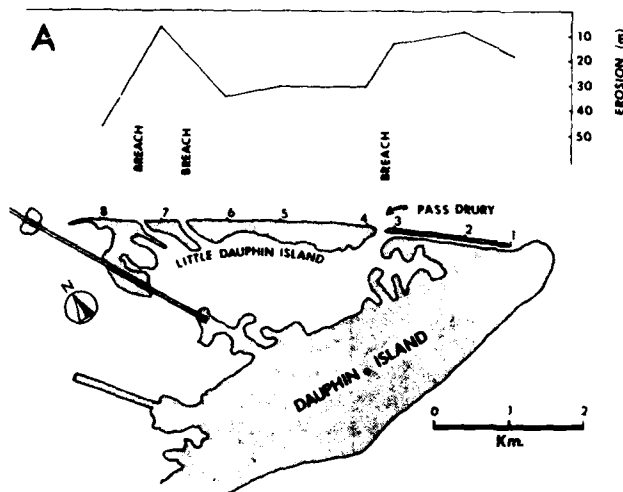 A
10
20
30
40
50
EROSION (m)
BREACH
BREACH
BREACH
PASS DRURY
8
7
6
5
4
3
2
1
LITTLE DAUPHIN ISLAND
N
DAUPHIN ISLAND
0 1 2
Km.